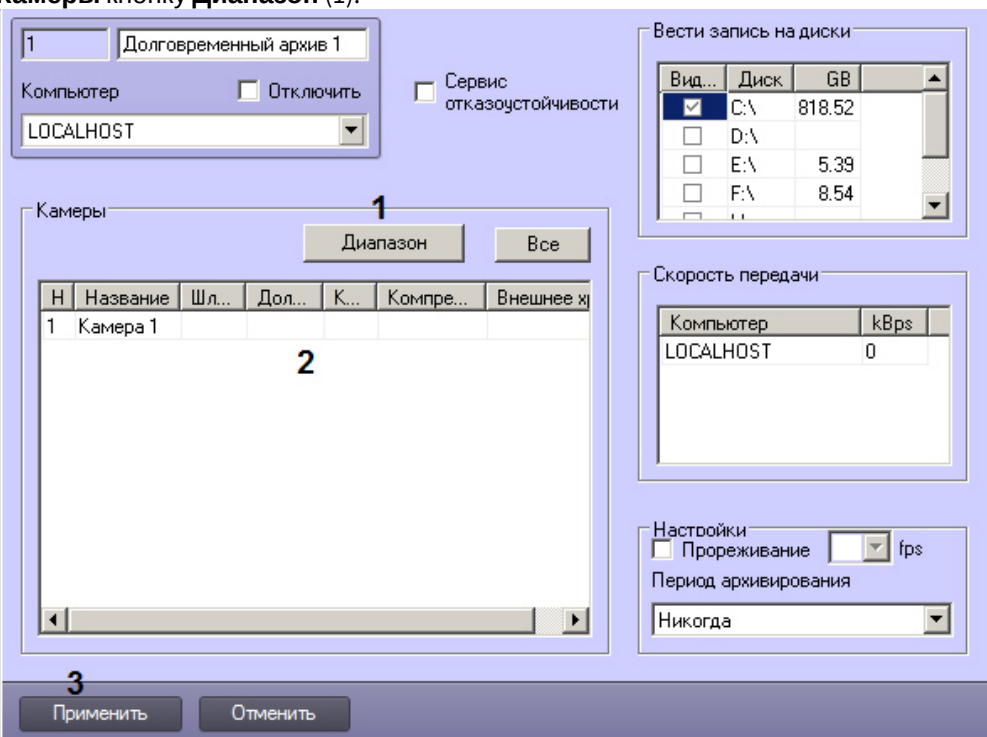 Камеры кнопку Диапазон (1).
1 Долговременный архив 1
Компьютер Отключить
LOCALHOST
Сервис
отказоустойчивости
Вести запись на диски
Вид... Диск GB
C:\ 818.52
D:\
E:\ 5.39
F:\ 8.54
Камеры
1
Диапазон Все
Н Название Шл... Дол... К... Компре... Внешнее
1 Камера 1
2
Скорость передачи
Компьютер kBps
LOCALHOST 0
Настройки
Прореживание fps
Период архивирования
Никогда
3
Применить Отменить